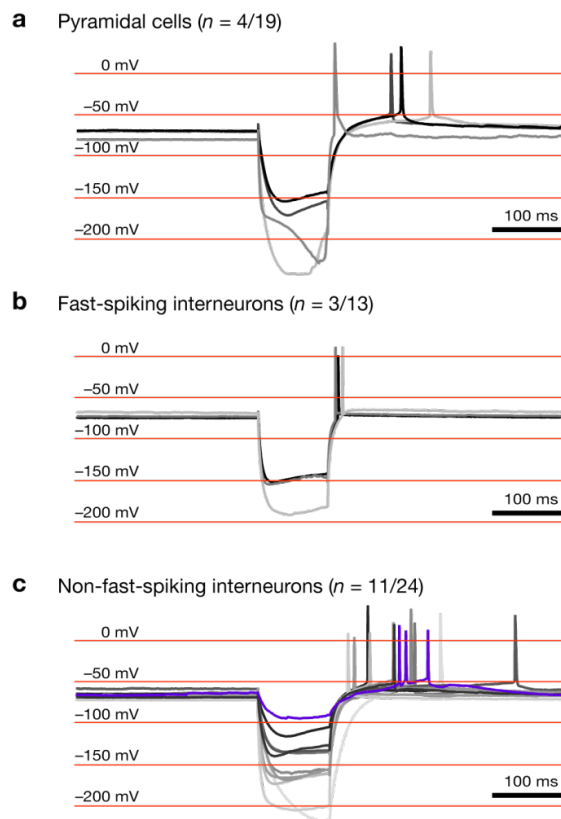 a Pyramidal cells (n = 4/19)
0 mV
−50 mV
−100 mV
−150 mV
−200 mV
100 ms
b Fast-spiking interneurons (n = 3/13)
0 mV
−50 mV
−100 mV
−150 mV
−200 mV
100 ms
c Non-fast-spiking interneurons (n = 11/24)
0 mV
−50 mV
−100 mV
−150 mV
−200 mV
100 ms